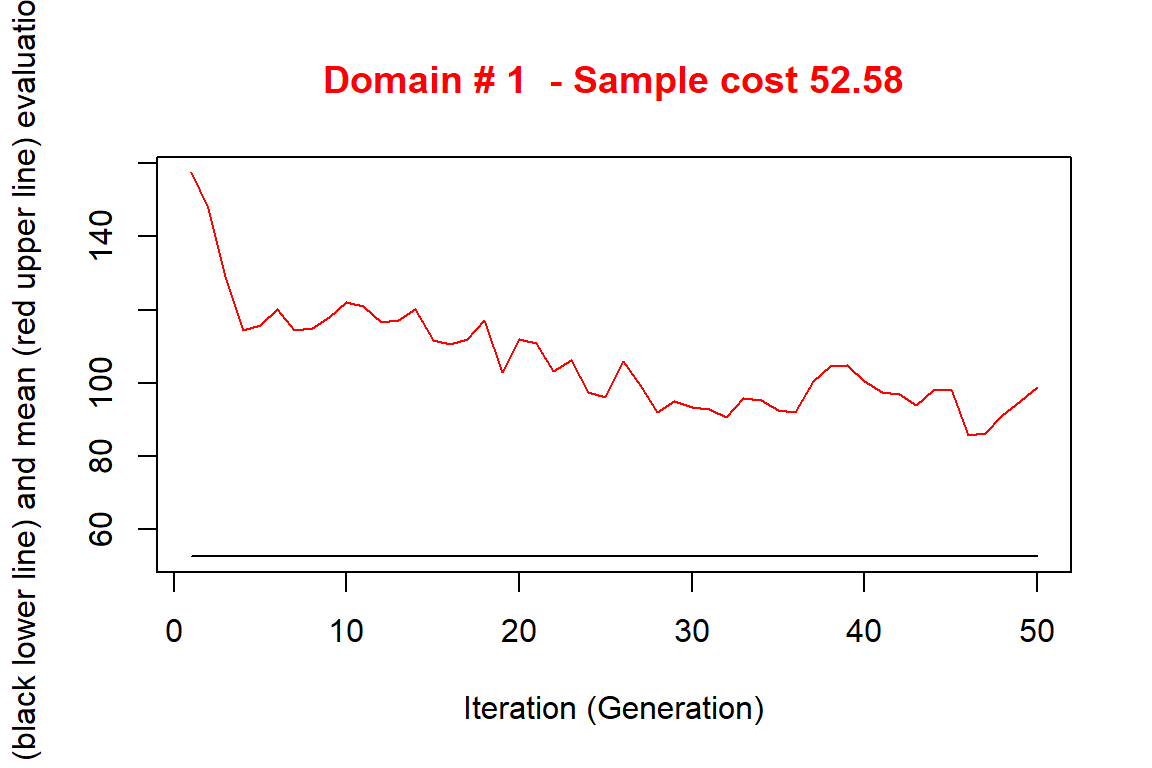 Domain # 1  - Sample cost 52.58
(black lower line) and mean (red upper line)
140
100
80
60
0 10 20 30 40 50
Iteration (Generation)